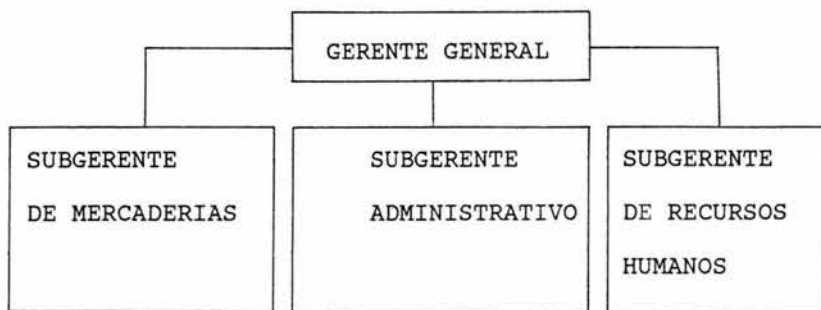 GERENTE GENERAL
SUBGERENTE
DE MERCADERIAS
SUBGERENTE
ADMINISTRATIVO
SUBGERENTE
DE RECURSOS
HUMANOS